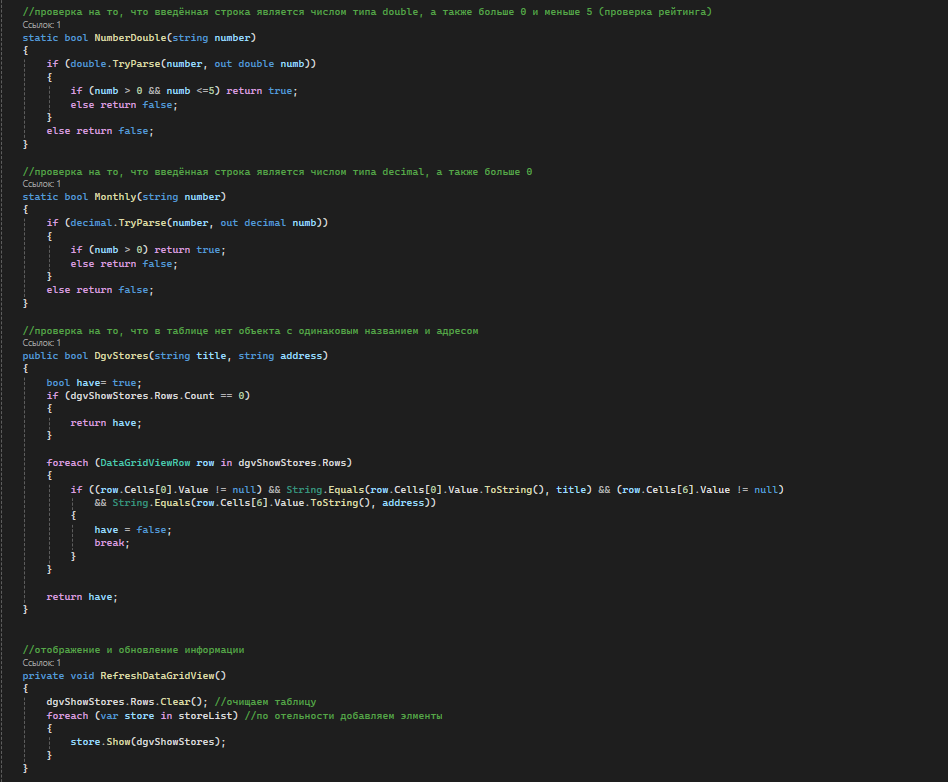 //проверка на то, что введённая строка является числом типа double, а также больше 0 и меньше 5 (проверка рейтинга)
Ссылок: 1
static bool NumberDouble(string number)
{
    if (double.TryParse(number, out double numb))
    {
        if (numb > 0 && numb <=5) return true;
        else return false;
    }
    else return false;
}

//проверка на то, что введённая строка является числом типа decimal, а также больше 0
Ссылок: 1
static bool Monthly(string number)
{
    if (decimal.TryParse(number, out decimal numb))
    {
        if (numb > 0) return true;
        else return false;
    }
    else return false;
}

//проверка на то, что в таблице нет объекта с одинаковым названием и адресом
Ссылок: 1
public bool DgvStores(string title, string address)
{
    bool have= true;
    if (dgvShowStores.Rows.Count == 0)
    {
        return have;
    }

    foreach (DataGridViewRow row in dgvShowStores.Rows)
    {
        if ((row.Cells[0].Value != null) && String.Equals(row.Cells[0].Value.ToString(), title) && (row.Cells[6].Value != null)
            && String.Equals(row.Cells[6].Value.ToString(), address))
        {
            have = false;
            break;
        }
    }

    return have;
}

//отображение и обновление информации
Ссылок: 1
private void RefreshDataGridView()
{
    dgvShowStores.Rows.Clear(); //очищаем таблицу
    foreach (var store in storeList) //по отельности добавляем элменты
    {
        store.Show(dgvShowStores);
    }
}